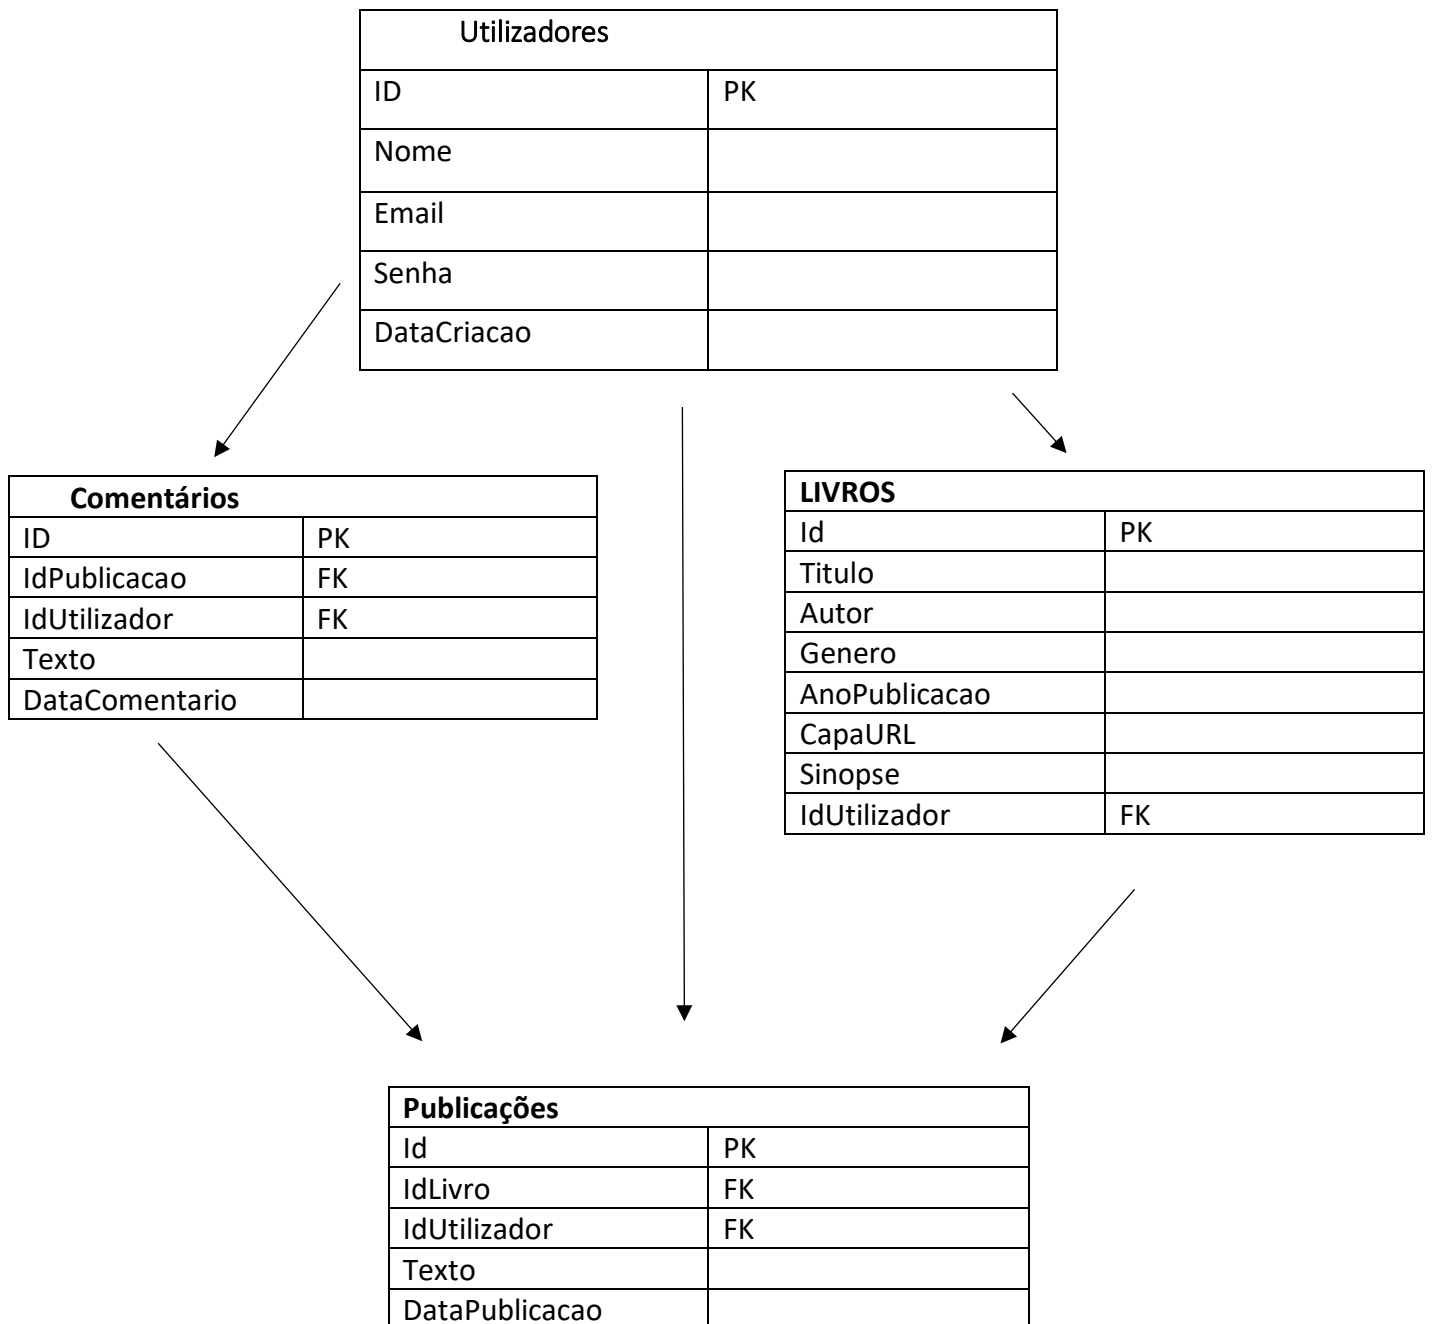 Utilizadores
ID PK
Nome
Email
Senha
DataCriacao
Comentários
ID PK
IdPublicacao FK
IdUtilizador FK
Texto
DataComentario
LIVROS
Id PK
Titulo
Autor
Genero
AnoPublicacao
CapaURL
Sinopse
IdUtilizador FK
Publicações
Id PK
IdLivro FK
IdUtilizador FK
Texto
DataPublicacao